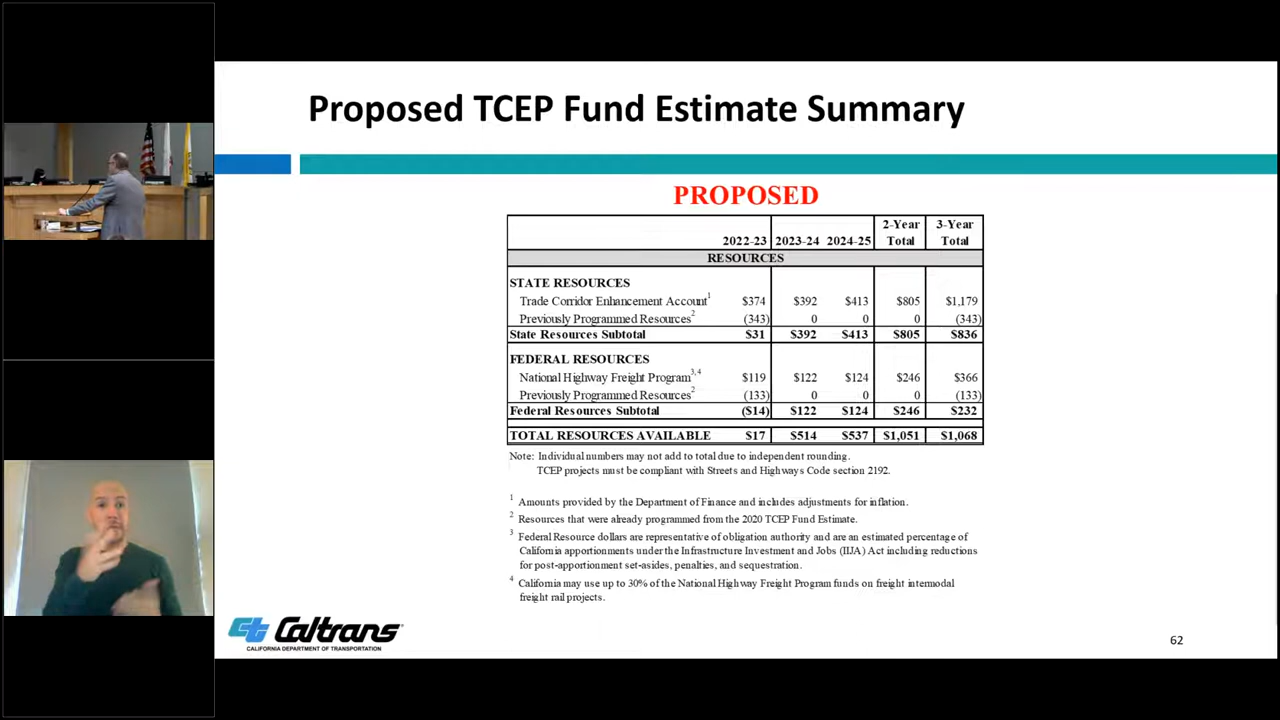 Proposed TCEP Fund Estimate Summary
PROPOSED
2022-23 2023-24 2024-25 2-Year Total 3-Year Total
RESOURCES
STATE RESOURCES
Trade Corridor Enhancement Account1 $374 $392 $413 $805 $1,179
Previously Programmed Resources2 (343) 0 0 0 (343)
State Resources Subtotal $31 $392 $413 $805 $836
FEDERAL RESOURCES
National Highway Freight Program3,4 $119 $122 $124 $246 $366
Previously Programmed Resources2 (133) 0 0 0 (133)
Federal Resources Subtotal ($14) $122 $124 $246 $232
TOTAL RESOURCES AVAILABLE $17 $514 $537 $1,051 $1,068
Note: Individual numbers may not add to total due to independent rounding.
TCEP projects must be compliant with Streets and Highways Code section 2192.
1 Amounts provided by the Department of Finance and includes adjustments for inflation.
2 Resources that were already programmed from the 2020 TCEP Fund Estimate.
3 Federal Resource dollars are representative of obligation authority and are an estimated percentage of
California apportionments under the Infrastructure Investment and Jobs (IIJA) Act including reductions
for post-apportionment set-asides, penalties, and sequestration.
4 California may use up to 30% of the National Highway Freight Program funds on freight intermodal
freight rail projects.
ct Caltrans
CALIFORNIA DEPARTMENT OF TRANSPORTATION
62